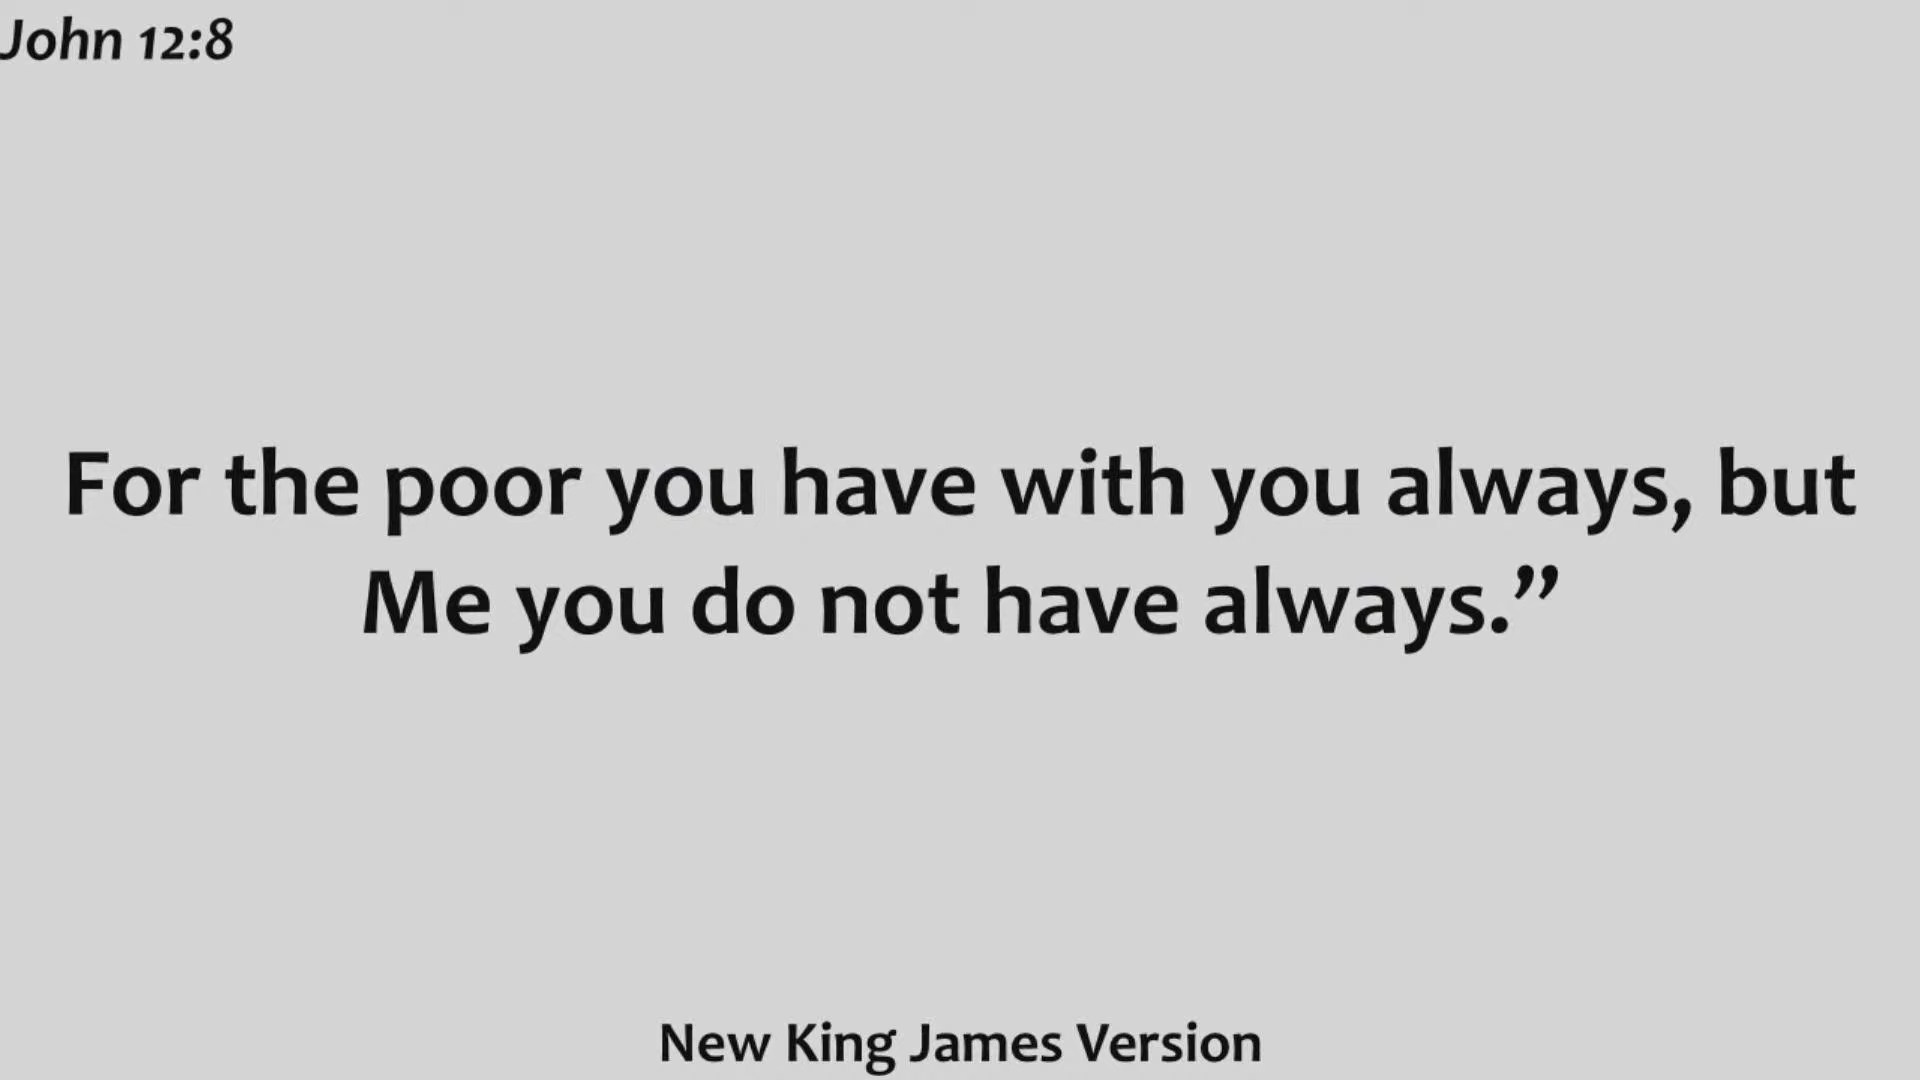 John 12:8
For the poor you have with you always, but
Me you do not have always.”
New King James Version